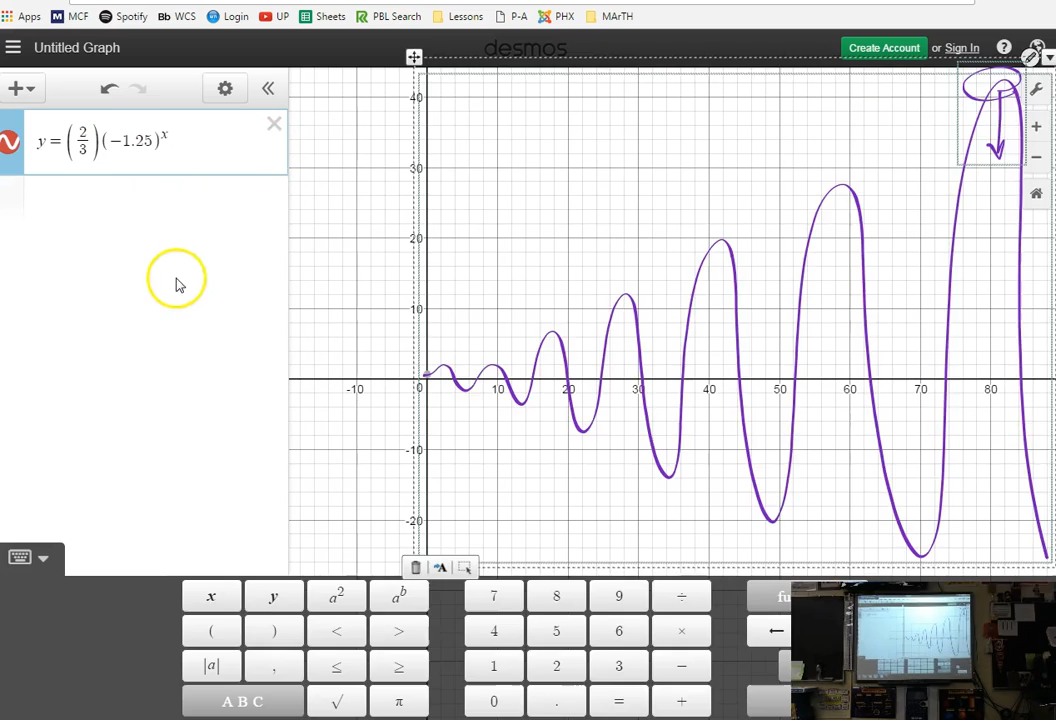 Apps MCF Spotify WCS Login UP Sheets PBL Search Lessons P-A PHX MArTH
Untitled Graph desmos Create Account or Sign In ?
y = (2/3)(−1.25)^x
40
30
20
10
-10 0 10 20 30 40 50 60 70 80
-10
-20
A
x y a² aᵇ 7 8 9 ÷ fu
( ) < > 4 5 6 ×
|a| , ≤ ≥ 1 2 3 −
A B C √ π 0 . = +